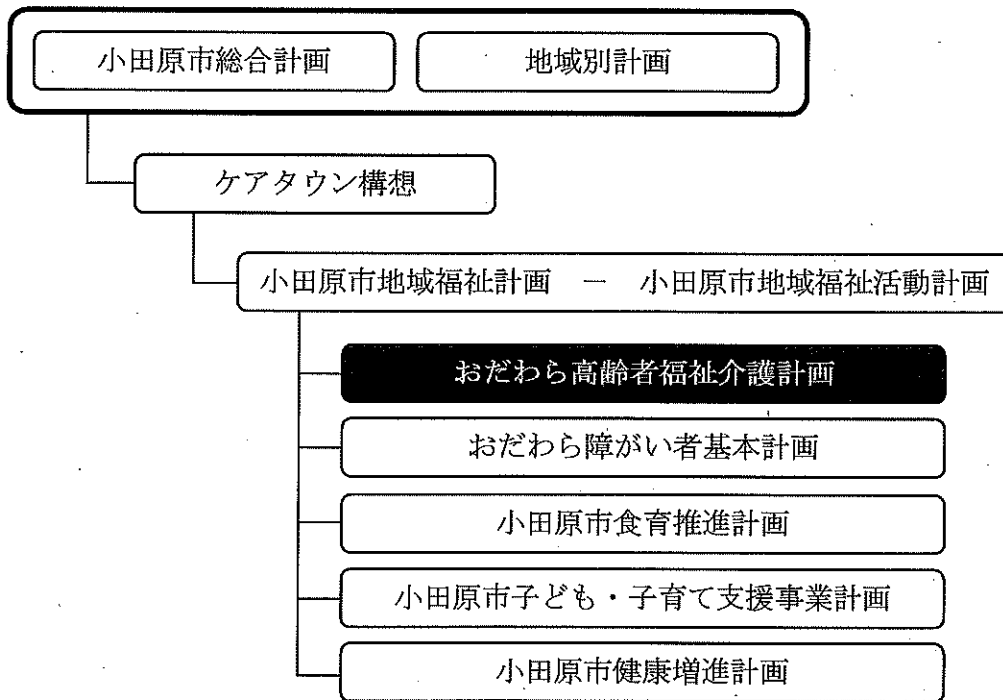 小田原市総合計画 地域別計画
ケアタウン構想
小田原市地域福祉計画 － 小田原市地域福祉活動計画
おだわら高齢者福祉介護計画
おだわら障がい者基本計画
小田原市食育推進計画
小田原市子ども・子育て支援事業計画
小田原市健康増進計画